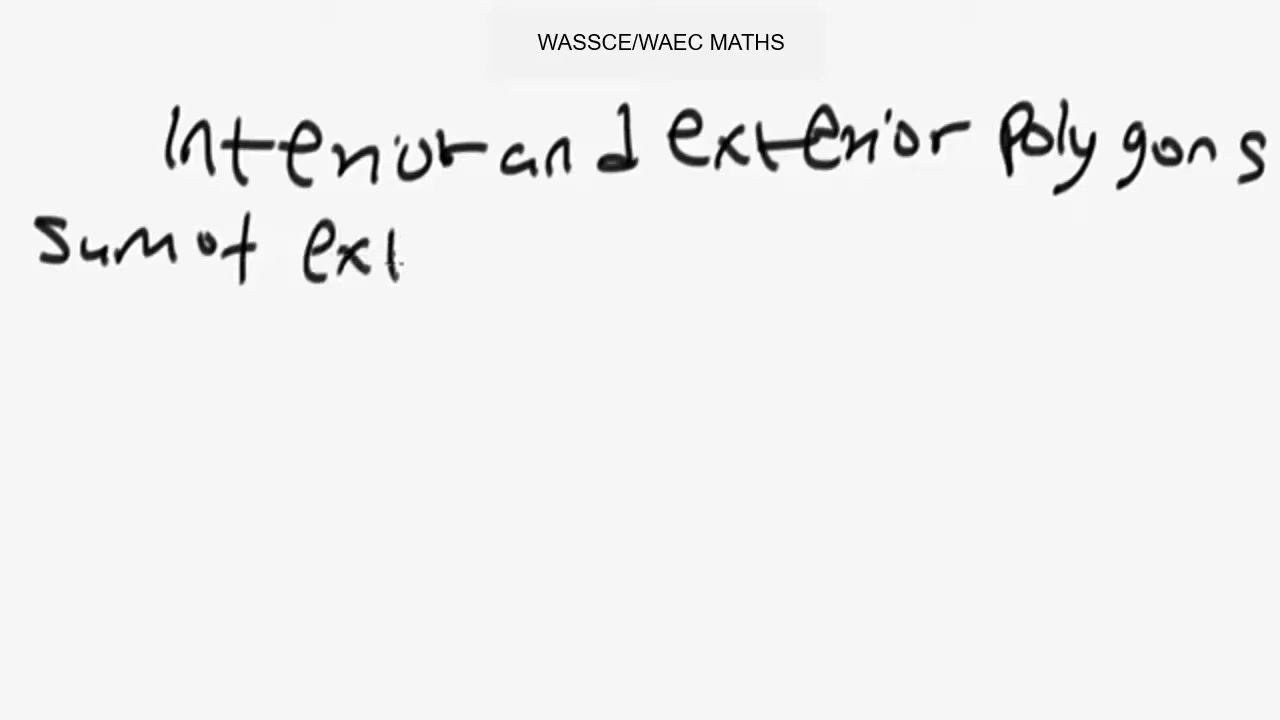 WASSCE/WAEC MATHS
Interior and exterior polygons
sum of ext